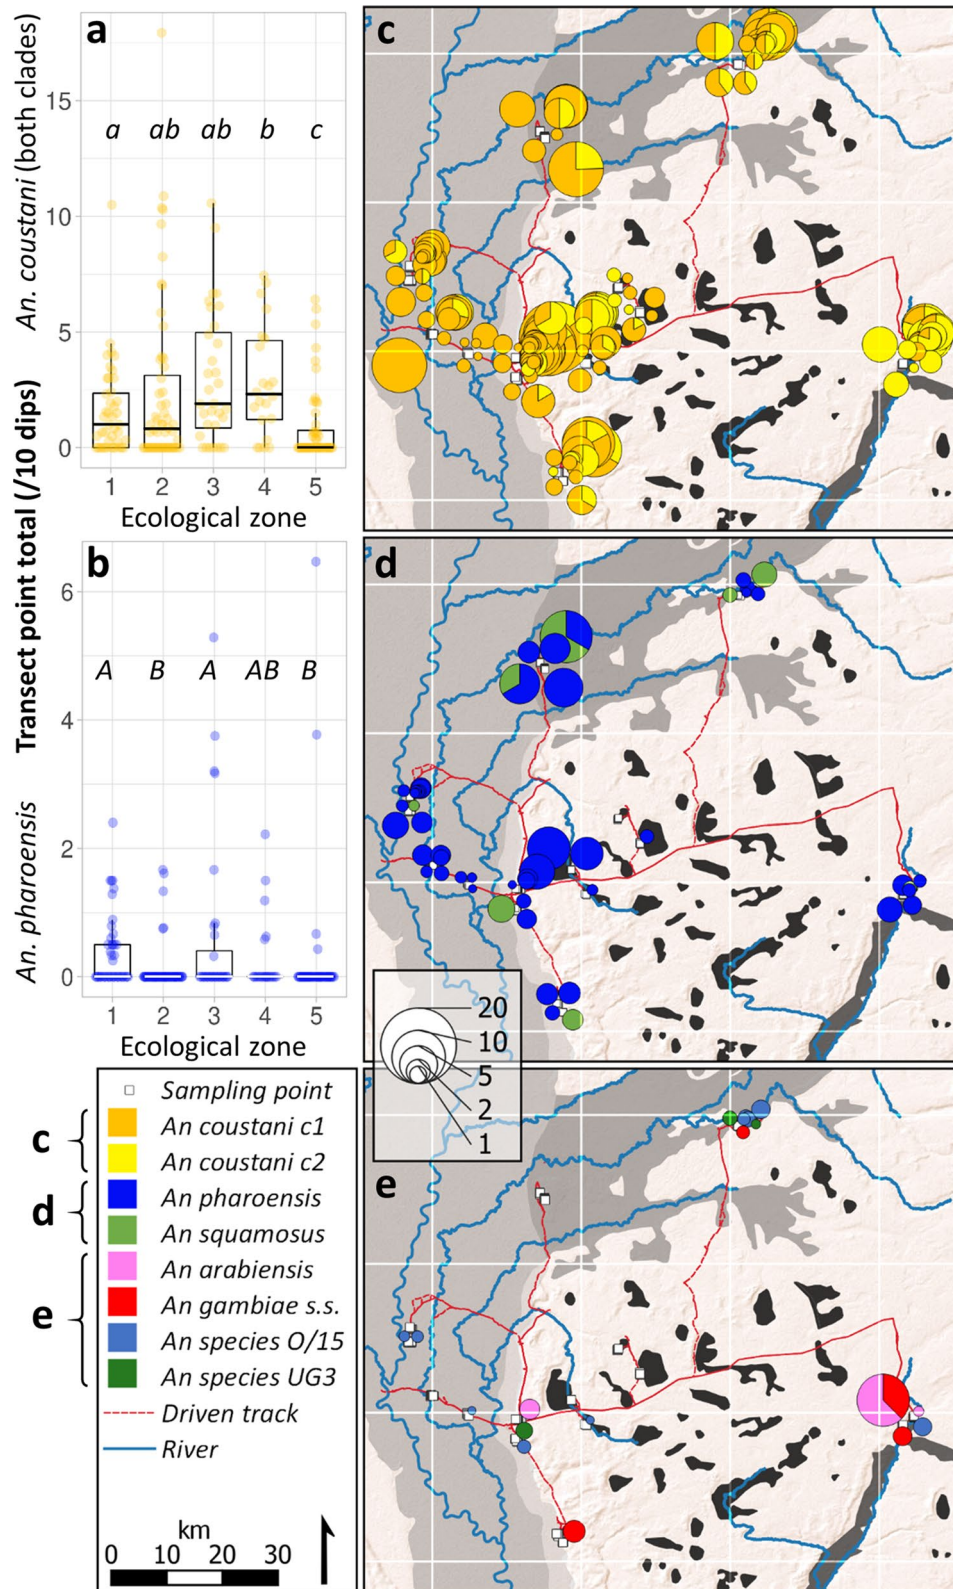 a
An. coustani (both clades)
15
10
5
0
a ab ab b c
1 2 3 4 5
Ecological zone
Transect point total (/10 dips)
b
An. pharoensis
6
4
2
0
A B A AB B
1 2 3 4 5
Ecological zone
c
d
20
10
5
2
1
e
Sampling point
c
An coustani c1
An coustani c2
d
An pharoensis
An squamosus
e
An arabiensis
An gambiae s.s.
An species O/15
An species UG3
Driven track
River
km
0 10 20 30